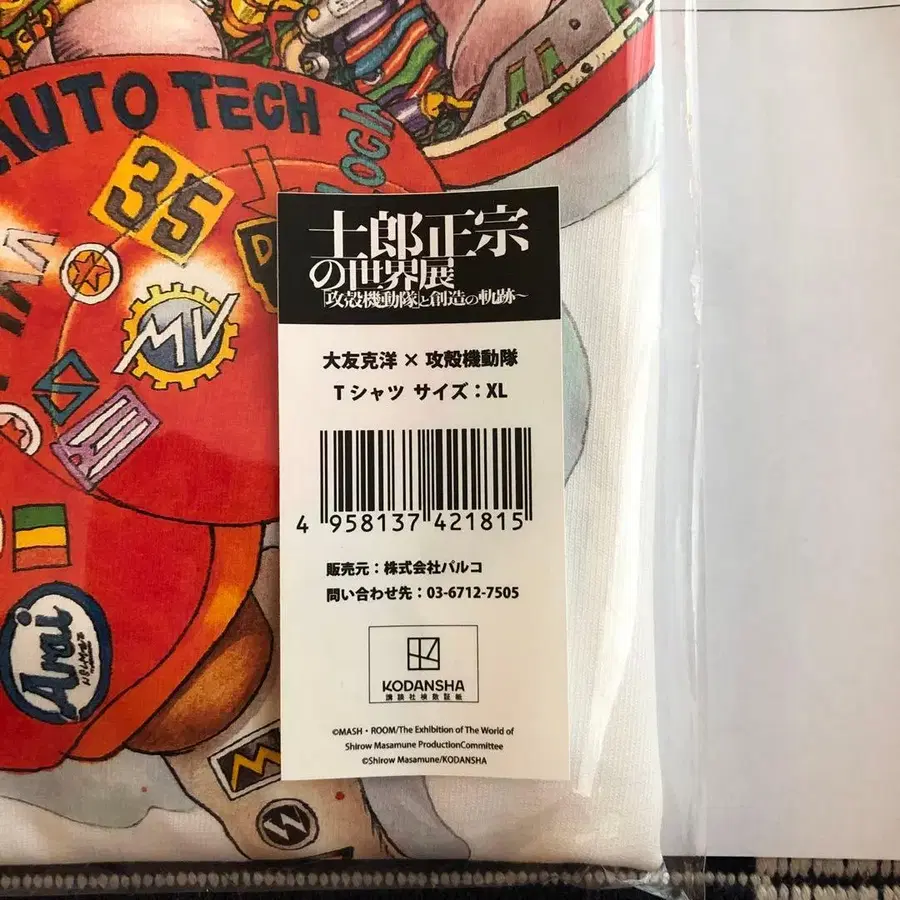 AUTO TECH
35
LOCK
MV
Arai
HELMET
W
士郎正宗
の世界展
「攻殻機動隊」と創造の軌跡~
大友克洋 × 攻殻機動隊
Tシャツ サイズ:XL
4 958137 421815
販売元:株式会社パルコ
問い合わせ先:03-6712-7505
KODANSHA
講談社検数証紙
©MASH・ROOM/The Exhibition of The World of
Shirow Masamune ProductionCommittee
©Shirow Masamune/KODANSHA